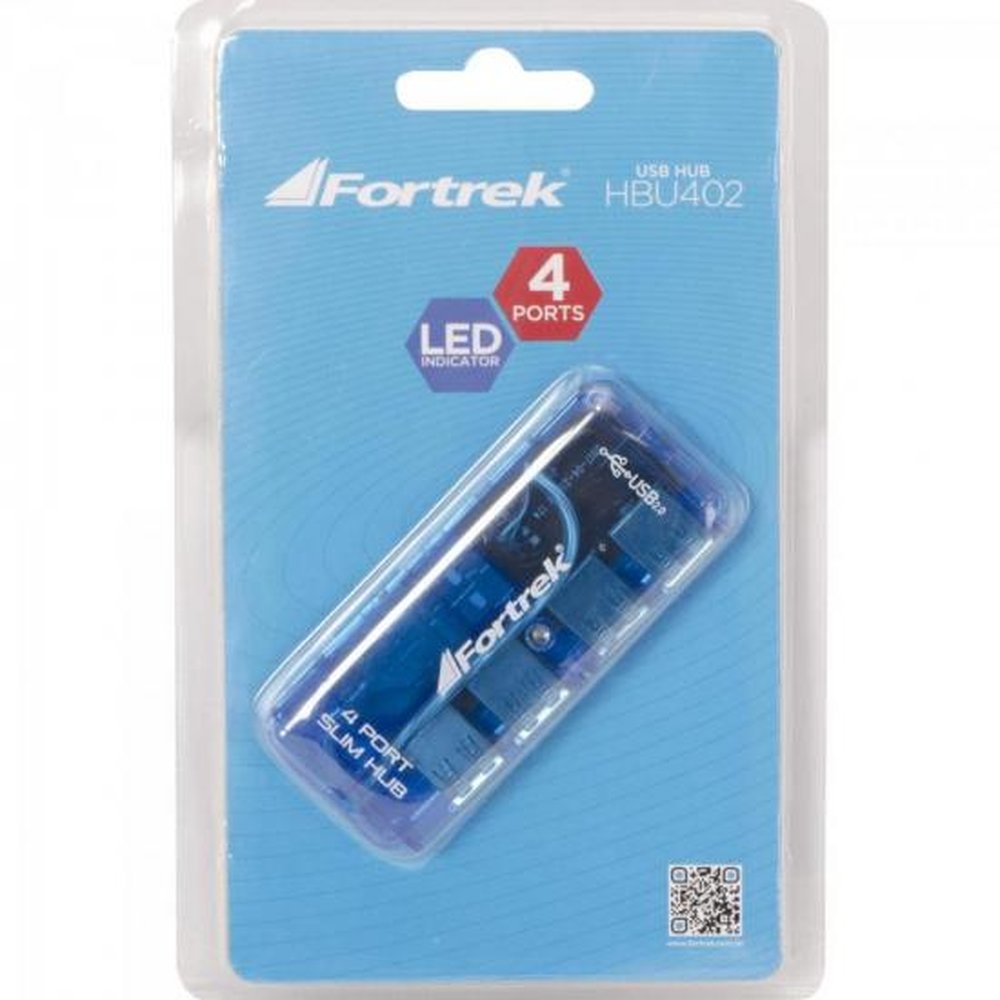 Fortrek®
USB HUB
HBU402
4
PORTS
LED
INDICATOR
USB2.0
Fortrek
4 PORT
SLIM HUB